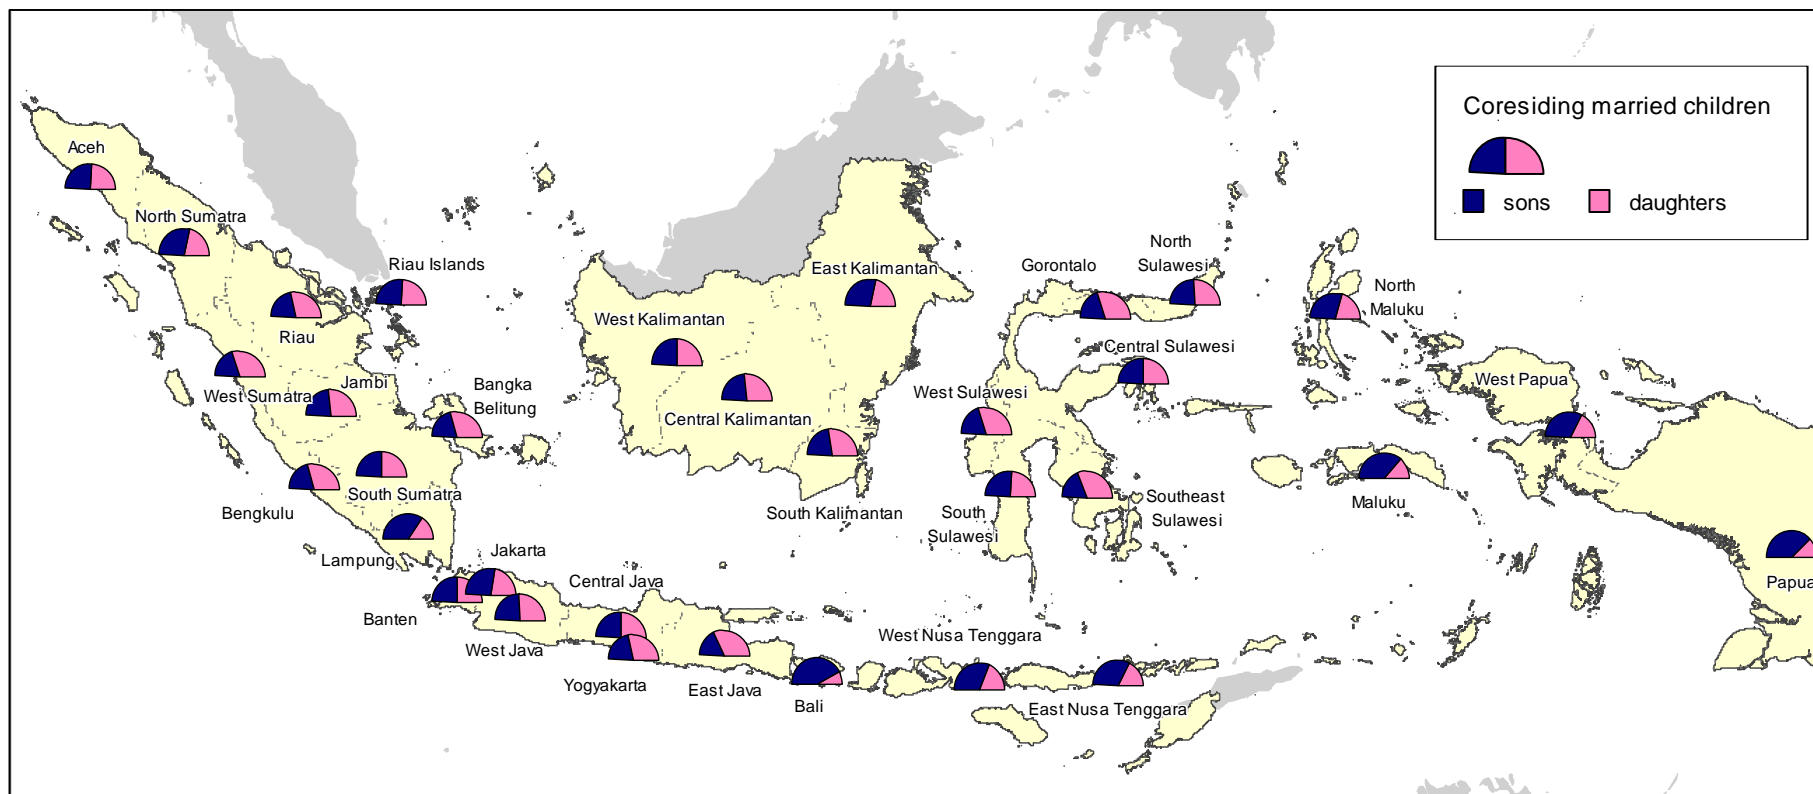 Coresiding married children
sons
daughters
Aceh
North Sumatra
Riau Islands
Riau
West Sumatra
Jambi
Bangka
Belitung
Bengkulu
South Sumatra
Lampung
Jakarta
Banten
West Java
Central Java
Yogyakarta
East Java
Bali
West Nusa Tenggara
East Nusa Tenggara
West Kalimantan
East Kalimantan
Central Kalimantan
South Kalimantan
Gorontalo
North
Sulawesi
Central Sulawesi
West Sulawesi
South
Sulawesi
Southeast
Sulawesi
North
Maluku
Maluku
West Papua
Papua